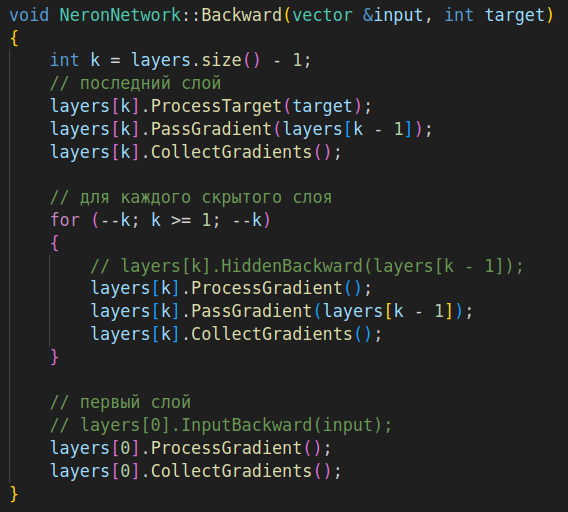 void NeronNetwork::Backward(vector &input, int target)
{
    int k = layers.size() - 1;
    // последний слой
    layers[k].ProcessTarget(target);
    layers[k].PassGradient(layers[k - 1]);
    layers[k].CollectGradients();

    // для каждого скрытого слоя
    for (--k; k >= 1; --k)
    {
        // layers[k].HiddenBackward(layers[k - 1]);
        layers[k].ProcessGradient();
        layers[k].PassGradient(layers[k - 1]);
        layers[k].CollectGradients();
    }

    // первый слой
    // layers[0].InputBackward(input);
    layers[0].ProcessGradient();
    layers[0].CollectGradients();
}